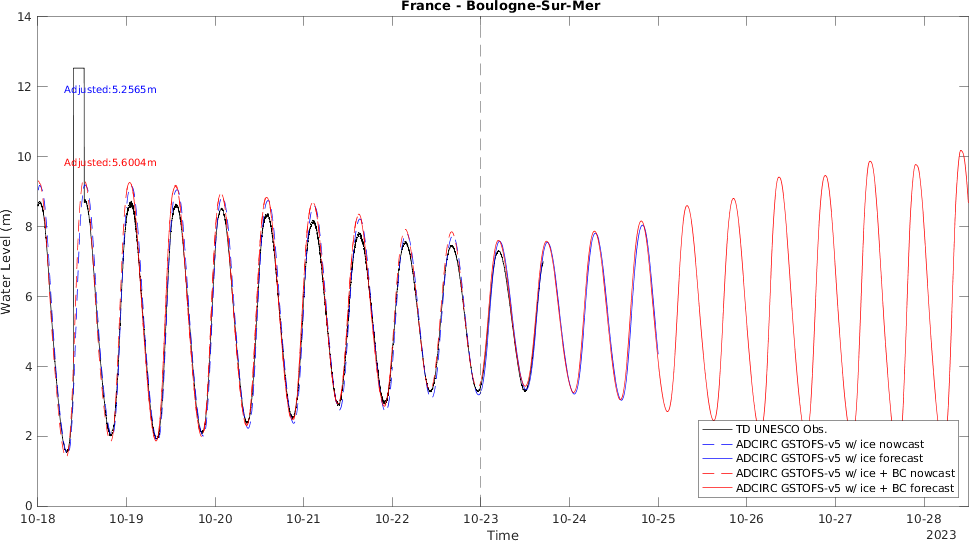 France - Boulogne-Sur-Mer
14
12
10
8
6
4
2
0
Water Level (m)
Adjusted:5.2565m
Adjusted:5.6004m
TD UNESCO Obs.
ADCIRC GSTOFS-v5 w/ ice nowcast
ADCIRC GSTOFS-v5 w/ ice forecast
ADCIRC GSTOFS-v5 w/ ice + BC nowcast
ADCIRC GSTOFS-v5 w/ ice + BC forecast
10-18 10-19 10-20 10-21 10-22 10-23 10-24 10-25 10-26 10-27 10-28
Time
2023